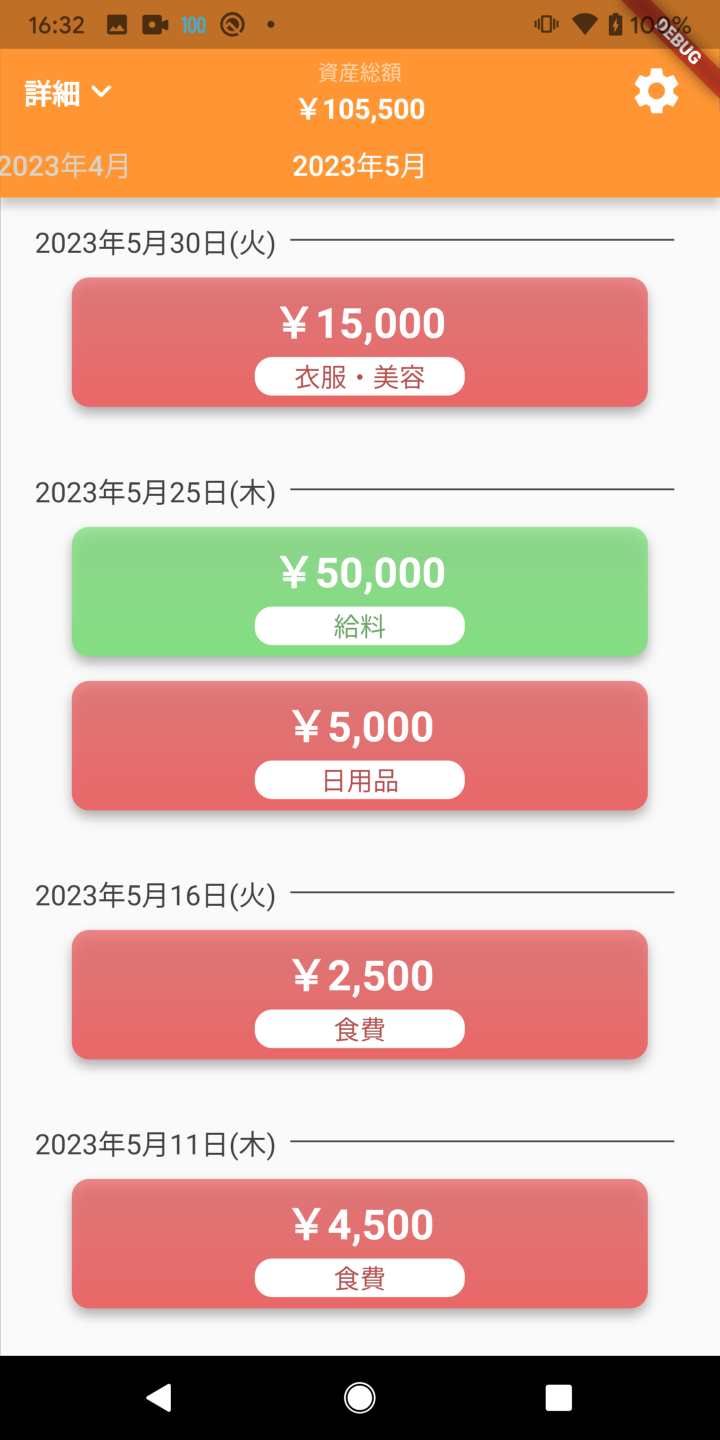 16:32
100
100%
DEBUG
詳細
資産総額
￥105,500
2023年4月
2023年5月
2023年5月30日(火)
￥15,000
衣服・美容
2023年5月25日(木)
￥50,000
給料
￥5,000
日用品
2023年5月16日(火)
￥2,500
食費
2023年5月11日(木)
￥4,500
食費